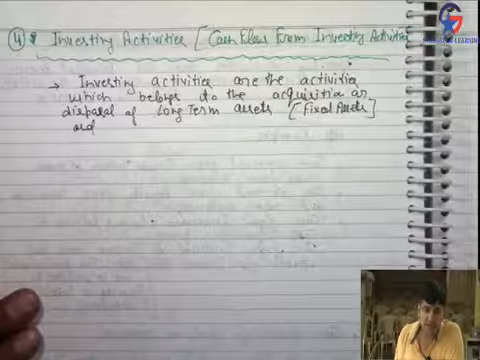 4 Investing Activities [Cash Flow From Investing Activities
→ Investing activities are the activities
which belongs to the acquisition or
disposal of Long Term assets [Fixed Assets]
and